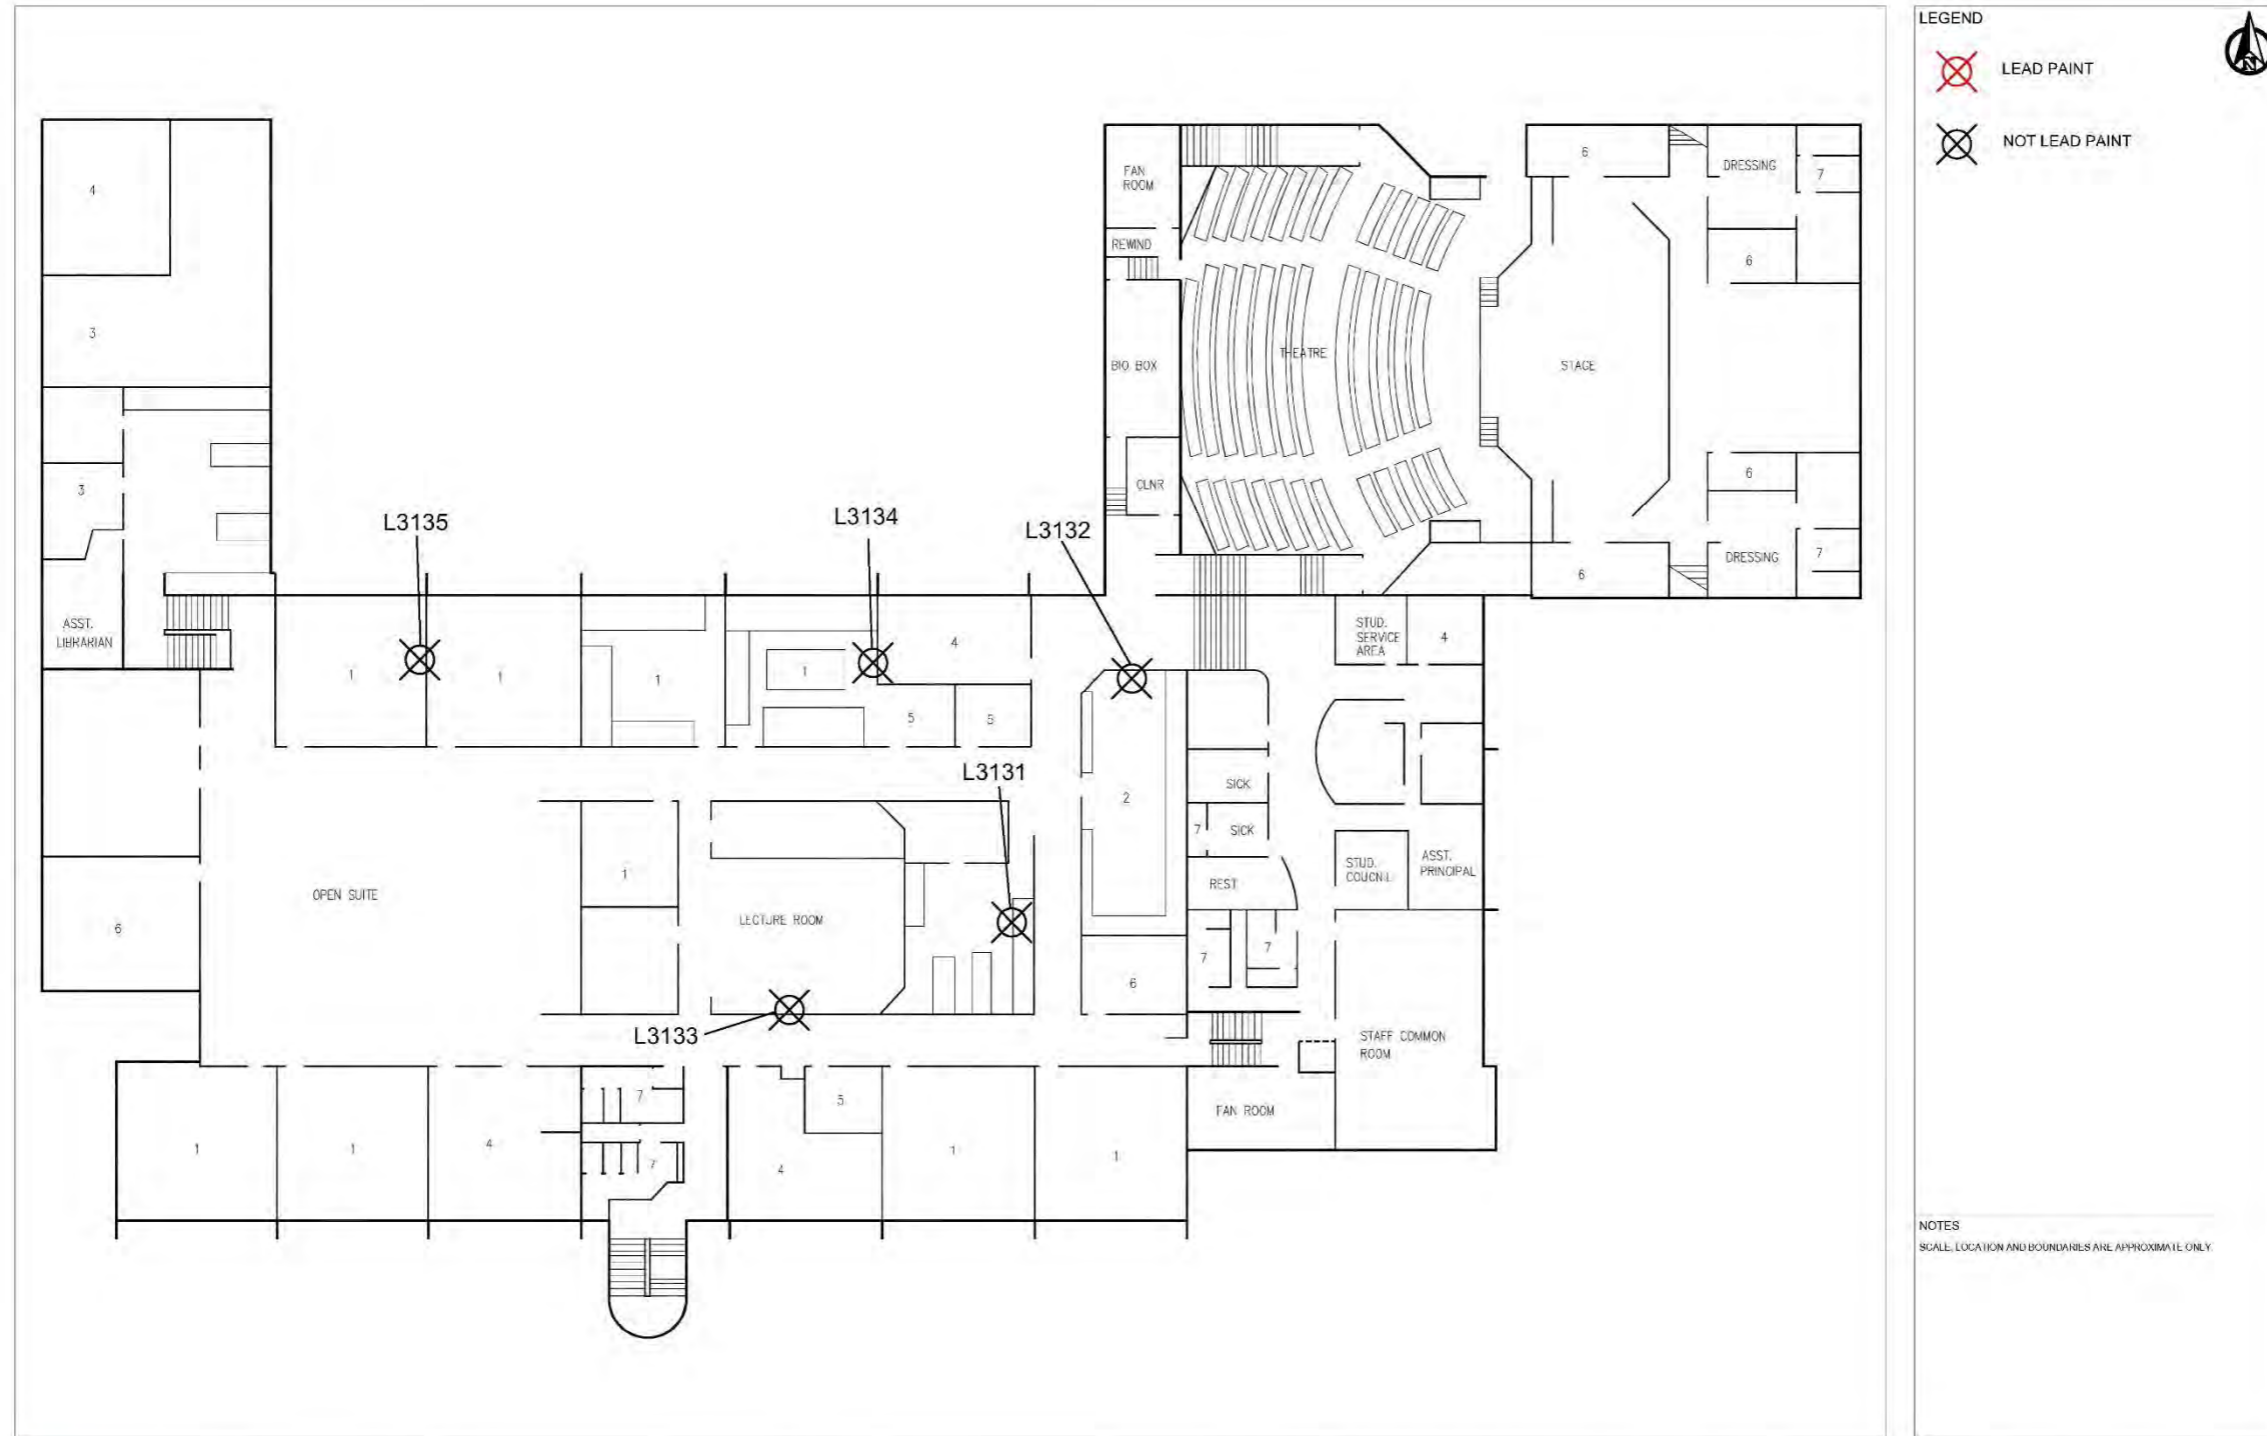 LEGEND
N
LEAD PAINT
NOT LEAD PAINT
4
3
3
ASST.
LIBRARIAN
FAN
ROOM
REWIND
BIO BOX
CLNR
THEATRE
STAGE
6
DRESSING
7
6
6
DRESSING
7
6
L3135
L3134
L3132
1
1
1
1
4
5
5
STUD.
SERVICE
AREA
4
L3131
2
SICK
7
SICK
REST
STUD.
ASST.
PRINCIPAL
OPEN SUITE
1
LECTURE ROOM
6
7
7
6
L3133
STAFF COMMON
ROOM
FAN ROOM
1
1
4
7
7
5
4
1
1
NOTES
SCALE, LOCATION AND BOUNDARIES ARE APPROXIMATE ONLY